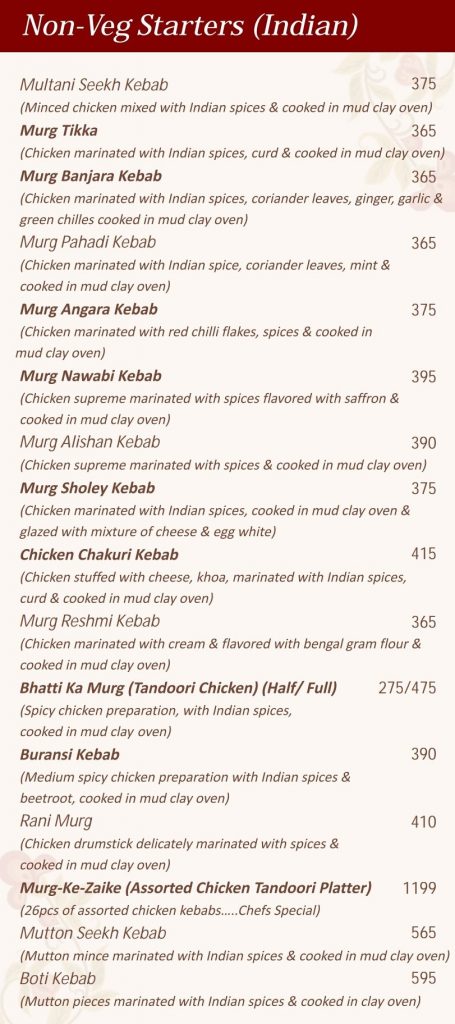 Non-Veg Starters (Indian)
Multani Seekh Kebab 375
(Minced chicken mixed with Indian spices & cooked in mud clay oven)
Murg Tikka 365
(Chicken marinated with Indian spices, curd & cooked in mud clay oven)
Murg Banjara Kebab 365
(Chicken marinated with Indian spices, coriander leaves, ginger, garlic &
green chilles cooked in mud clay oven)
Murg Pahadi Kebab 365
(Chicken marinated with Indian spice, coriander leaves, mint &
cooked in mud clay oven)
Murg Angara Kebab 375
(Chicken marinated with red chilli flakes, spices & cooked in
mud clay oven)
Murg Nawabi Kebab 395
(Chicken supreme marinated with spices flavored with saffron &
cooked in mud clay oven)
Murg Alishan Kebab 390
(Chicken supreme marinated with spices & cooked in mud clay oven)
Murg Sholey Kebab 375
(Chicken marinated with Indian spices, cooked in mud clay oven &
glazed with mixture of cheese & egg white)
Chicken Chakuri Kebab 415
(Chicken stuffed with cheese, khoa, marinated with Indian spices,
curd & cooked in mud clay oven)
Murg Reshmi Kebab 365
(Chicken marinated with cream & flavored with bengal gram flour &
cooked in mud clay oven)
Bhatti Ka Murg (Tandoori Chicken) (Half/ Full) 275/475
(Spicy chicken preparation, with Indian spices,
cooked in mud clay oven)
Buransi Kebab 390
(Medium spicy chicken preparation with Indian spices &
beetroot, cooked in mud clay oven)
Rani Murg 410
(Chicken drumstick delicately marinated with spices &
cooked in mud clay oven)
Murg-Ke-Zaike (Assorted Chicken Tandoori Platter) 1199
(26pcs of assorted chicken kebabs.....Chefs Special)
Mutton Seekh Kebab 565
(Mutton mince marinated with Indian spices & cooked in mud clay oven)
Boti Kebab 595
(Mutton pieces marinated with Indian spices & cooked in clay oven)